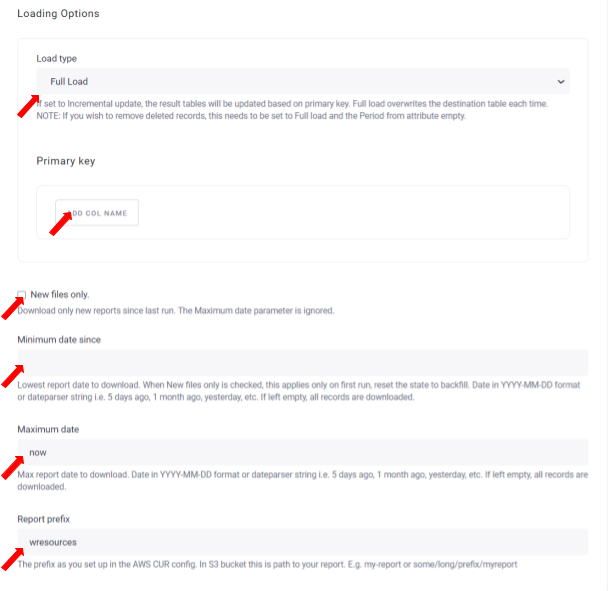 Loading Options
Load type
Full Load
If set to Incremental update, the result tables will be updated based on primary key. Full load overwrites the destination table each time.
NOTE: If you wish to remove deleted records, this needs to be set to Full load and the Period from attribute empty.
Primary key
ADD COL NAME
New files only.
Download only new reports since last run. The Maximum date parameter is ignored.
Minimum date since
Lowest report date to download. When New files only is checked, this applies only on first run, reset the state to backfill. Date in YYYY-MM-DD format
or dateparser string i.e. 5 days ago, 1 month ago, yesterday, etc. If left empty, all records are downloaded.
Maximum date
now
Max report date to download. Date in YYYY-MM-DD format or dateparser string i.e. 5 days ago, 1 month ago, yesterday, etc. If left empty, all records are
downloaded.
Report prefix
wresources
The prefix as you set up in the AWS CUR config. In S3 bucket this is path to your report. E.g. my-report or some/long/prefix/myreport